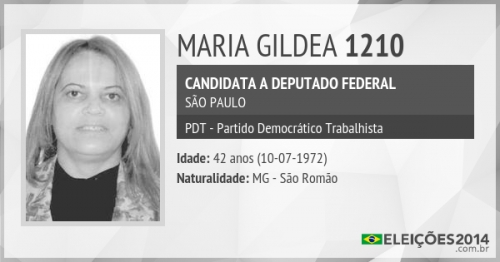 MARIA GILDEA 1210
CANDIDATA A DEPUTADO FEDERAL
SÃO PAULO
PDT - Partido Democrático Trabalhista
Idade: 42 anos (10-07-1972)
Naturalidade: MG - São Romão
ELEIÇÕES2014
.com.br